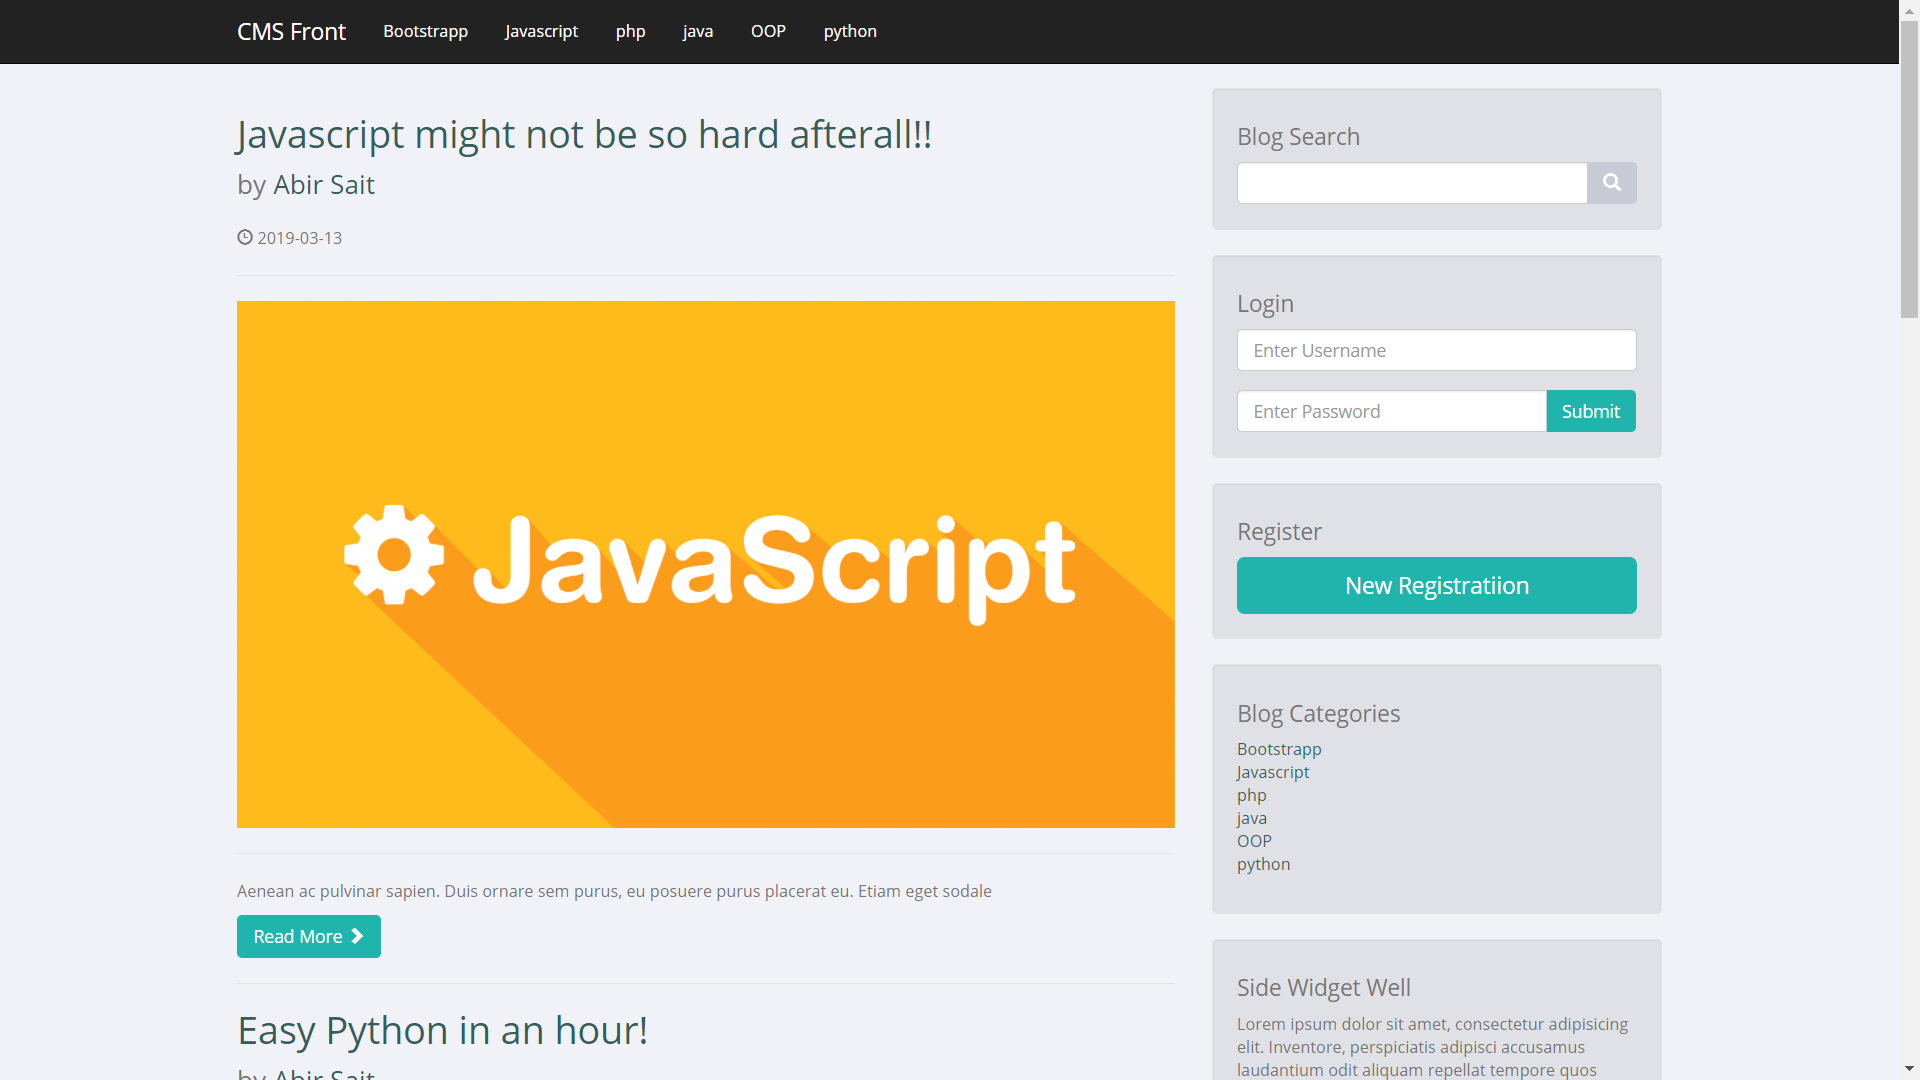 CMS Front Bootstrapp Javascript php java OOP python
Javascript might not be so hard afterall!!
by Abir Sait
2019-03-13
JavaScript
Aenean ac pulvinar sapien. Duis ornare sem purus, eu posuere purus placerat eu. Etiam eget sodale
Read More
Easy Python in an hour!
by Abir Sait
Blog Search
Login
Enter Username
Enter Password Submit
Register
New Registratiion
Blog Categories
Bootstrapp
Javascript
php
java
OOP
python
Side Widget Well
Lorem ipsum dolor sit amet, consectetur adipisicing
elit. Inventore, perspiciatis adipisci accusamus
laudantium odit aliquam repellat tempore quos